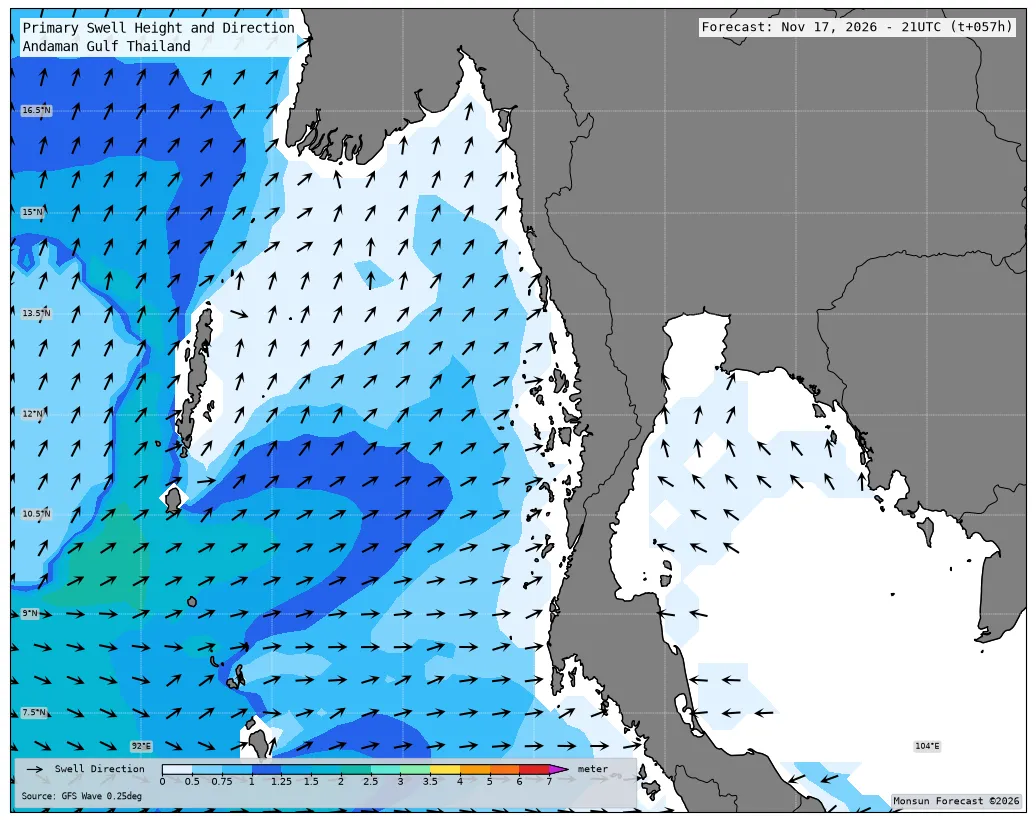 Primary Swell Height and Direction
Andaman Gulf Thailand
Forecast: Nov 17, 2026 - 21UTC (t+057h)
16.5°N
15°N
13.5°N
12°N
10.5°N
9°N
7.5°N
92°E
104°E
Swell Direction
0 0.5 0.75 1.25 1.5 2 2.5 3 3.5 4 5 6 7
meter
Source: GFS Wave 0.25deg
Monsun Forecast ©2026